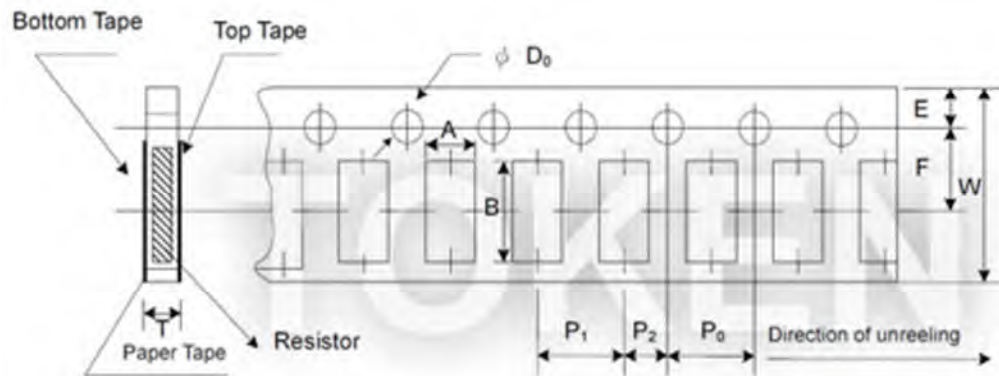 Bottom Tape
Top Tape
ϕ D₀
E
A
F
W
B
T
Paper Tape
Resistor
P₁
P₂
P₀
Direction of unreeling
TOKEN